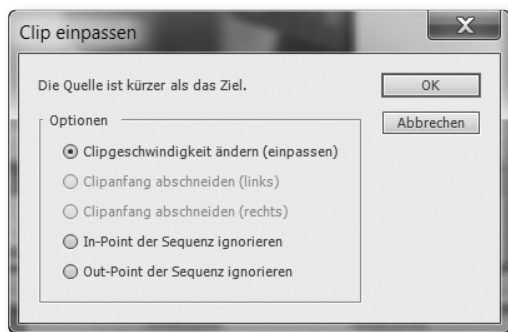 Clip einpassen
Die Quelle ist kürzer als das Ziel.
OK
Abbrechen
Optionen
Clipgeschwindigkeit ändern (einpassen)
Clipanfang abschneiden (links)
Clipanfang abschneiden (rechts)
In-Point der Sequenz ignorieren
Out-Point der Sequenz ignorieren